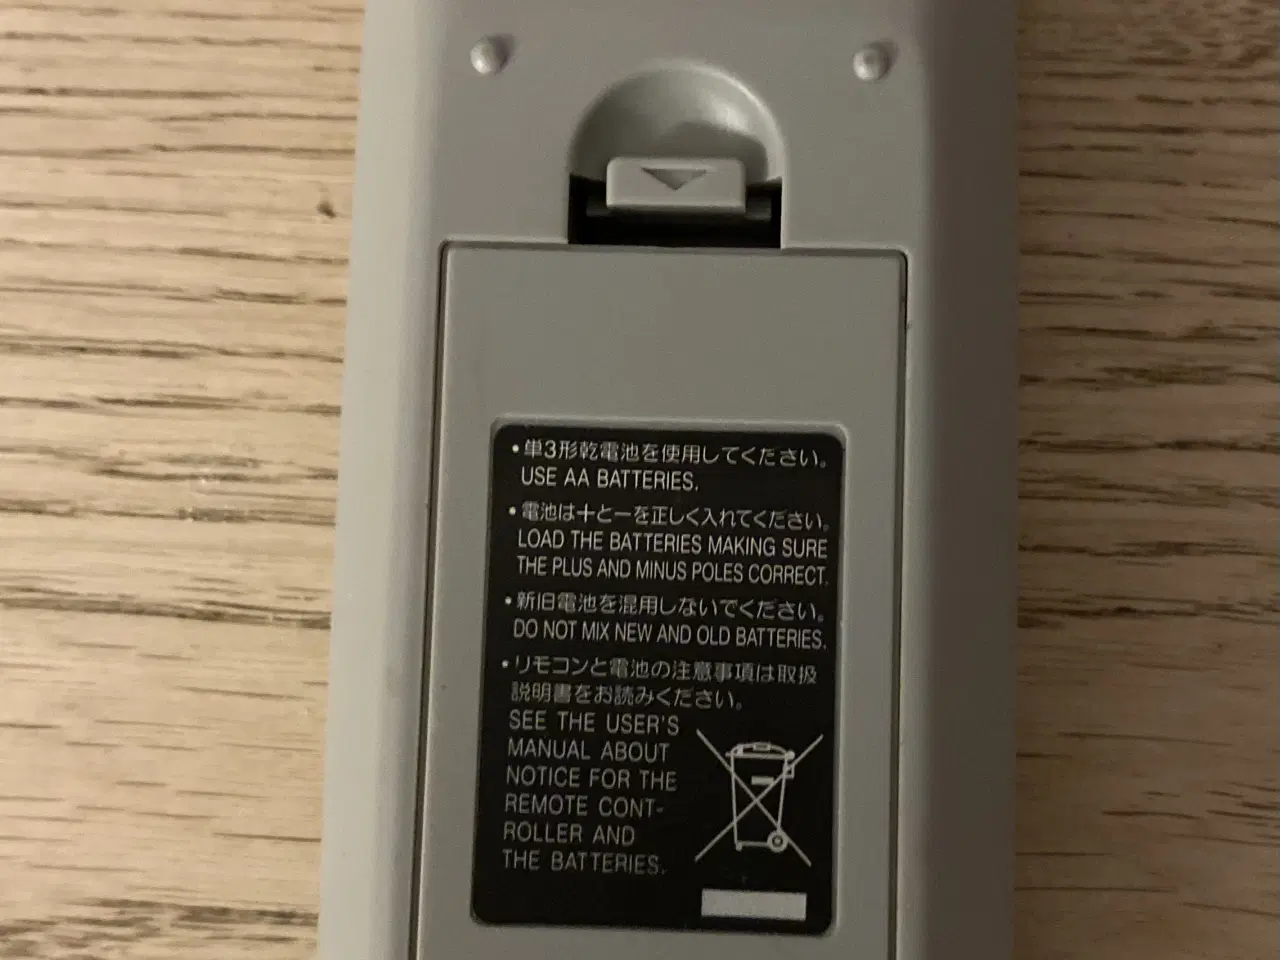 •単3形乾電池を使用してください。
USE AA BATTERIES.
•電池は＋と－を正しく入れてください。
LOAD THE BATTERIES MAKING SURE
THE PLUS AND MINUS POLES CORRECT.
•新旧電池を混用しないでください。
DO NOT MIX NEW AND OLD BATTERIES.
•リモコンと電池の注意事項は取扱
説明書をお読みください。
SEE THE USER'S
MANUAL ABOUT
NOTICE FOR THE
REMOTE CONT-
ROLLER AND
THE BATTERIES.